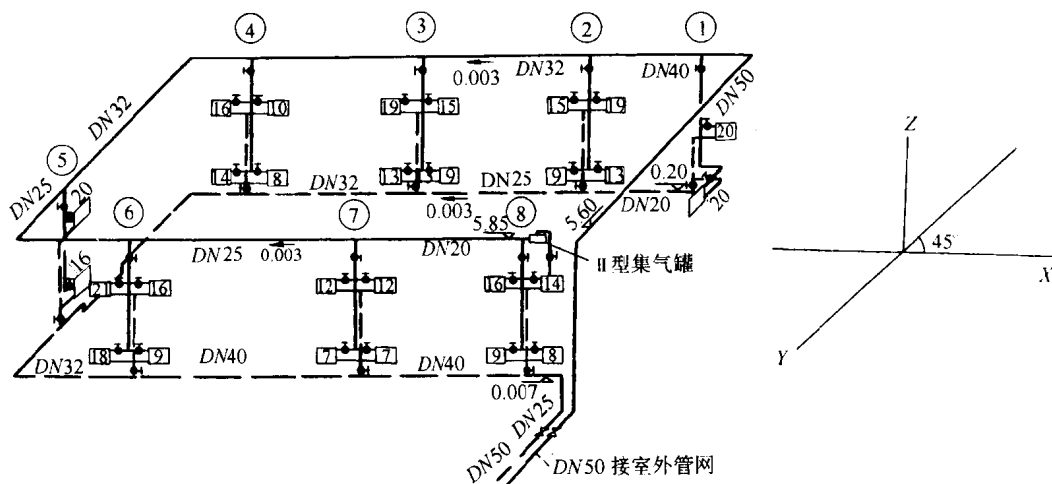 ④
③
②
①
0.003
DN32
DN40
DN50
DN32
16
10
19
15
15
19
20
⑤
14
8
13
9
9
13
DN32
DN25
0.20
DN20
20
0.003
DN25
20
⑥
⑦
⑧
5.85
5.60
DN25
0.003
DN20
II型集气罐
16
21
16
12
12
16
14
18
9
7
7
9
8
DN32
DN40
DN40
0.007
DN25
DN50
DN50 接室外管网
Z
45°
X
Y